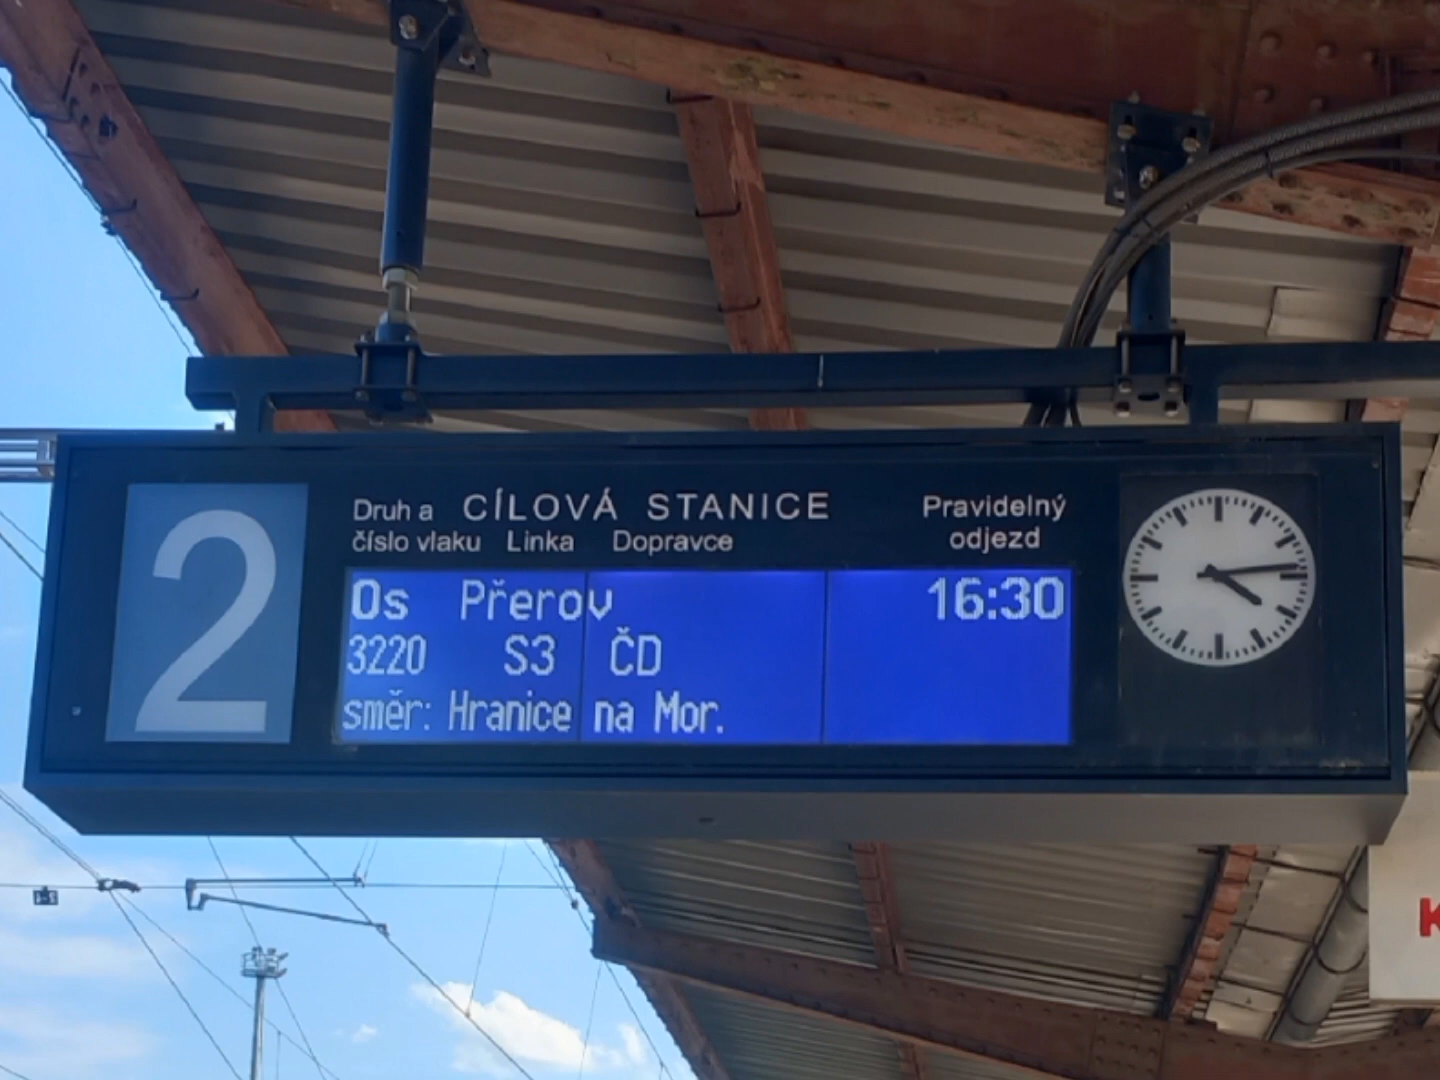 2
Druh a CÍLOVÁ STANICE Pravidelný
číslo vlaku Linka Dopravce odjezd
Os Přerov 16:30
3220 S3 ČD
směr: Hranice na Mor.
K